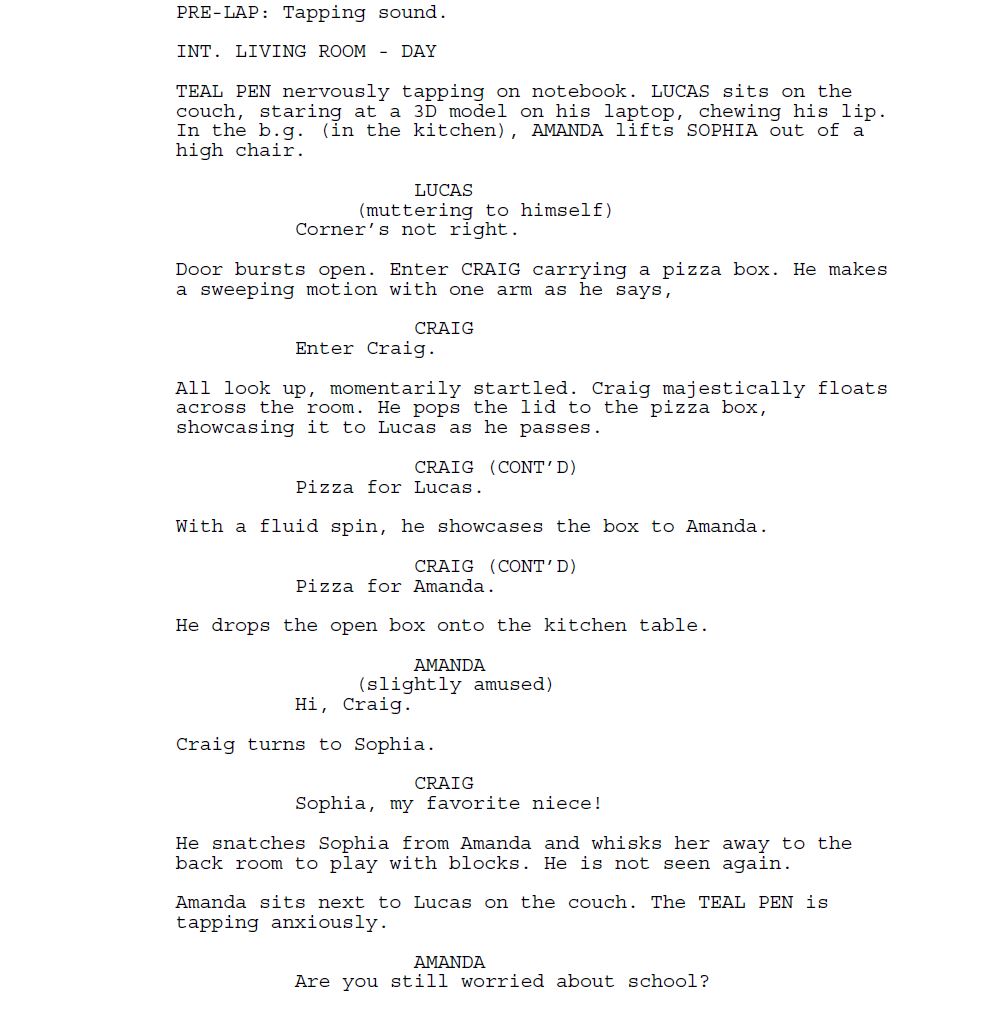 PRE-LAP: Tapping sound.
INT. LIVING ROOM - DAY
TEAL PEN nervously tapping on notebook. LUCAS sits on the
couch, staring at a 3D model on his laptop, chewing his lip.
In the b.g. (in the kitchen), AMANDA lifts SOPHIA out of a
high chair.
LUCAS
(muttering to himself)
Corner’s not right.
Door bursts open. Enter CRAIG carrying a pizza box. He makes
a sweeping motion with one arm as he says,
CRAIG
Enter Craig.
All look up, momentarily startled. Craig majestically floats
across the room. He pops the lid to the pizza box,
showcasing it to Lucas as he passes.
CRAIG (CONT’D)
Pizza for Lucas.
With a fluid spin, he showcases the box to Amanda.
CRAIG (CONT’D)
Pizza for Amanda.
He drops the open box onto the kitchen table.
AMANDA
(slightly amused)
Hi, Craig.
Craig turns to Sophia.
CRAIG
Sophia, my favorite niece!
He snatches Sophia from Amanda and whisks her away to the
back room to play with blocks. He is not seen again.
Amanda sits next to Lucas on the couch. The TEAL PEN is
tapping anxiously.
AMANDA
Are you still worried about school?